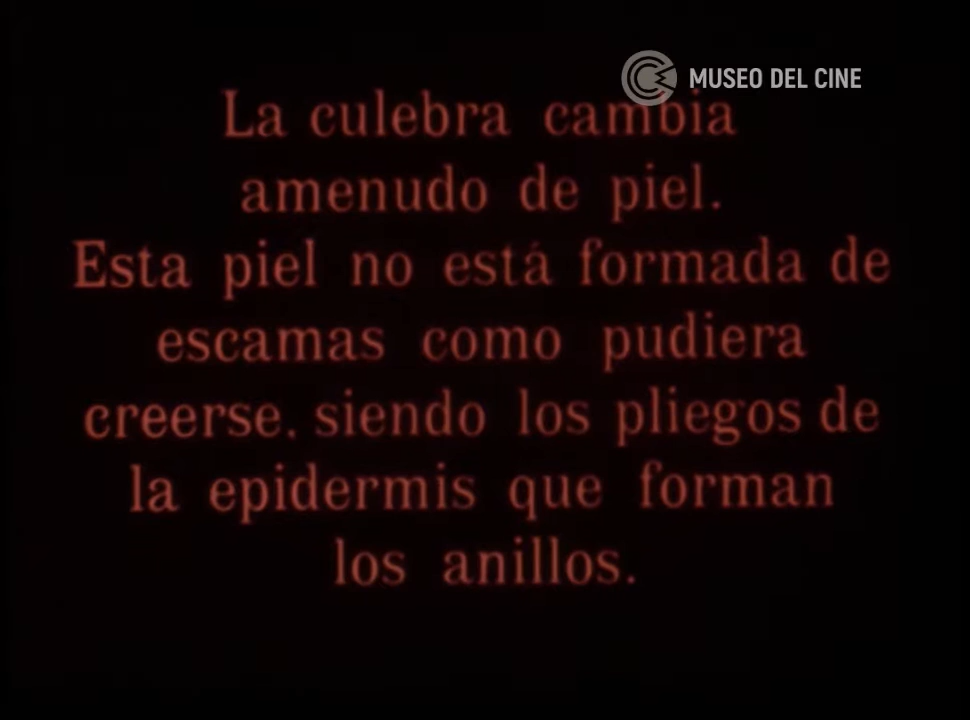 MUSEO DEL CINE
La culebra cambia
amenudo de piel.
Esta piel no está formada de
escamas como pudiera
creerse. siendo los pliegos de
la epidermis que forman
los anillos.